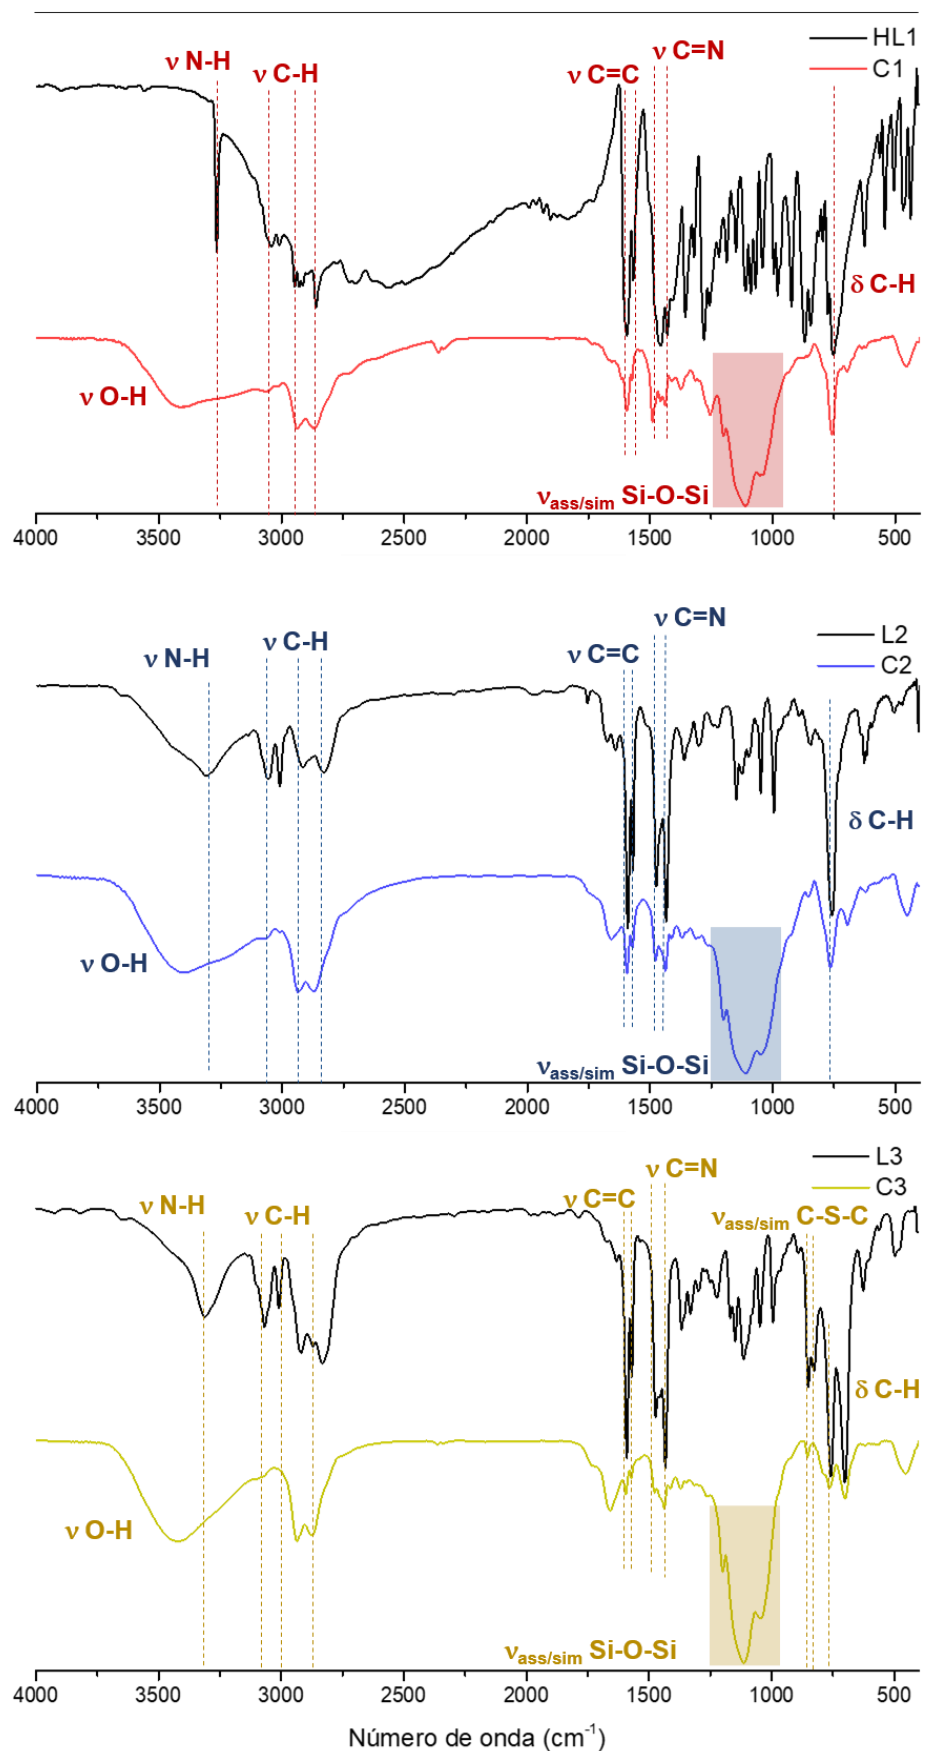 HL1
C1
ν N-H
ν C-H
ν C=C
ν C=N
δ C-H
ν O-H
νass/sim Si-O-Si
4000 3500 3000 2500 2000 1500 1000 500
L2
C2
ν N-H
ν C-H
ν C=C
ν C=N
δ C-H
ν O-H
νass/sim Si-O-Si
4000 3500 3000 2500 2000 1500 1000 500
L3
C3
ν N-H
ν C-H
ν C=C
ν C=N
νass/sim C-S-C
δ C-H
ν O-H
νass/sim Si-O-Si
4000 3500 3000 2500 2000 1500 1000 500
Número de onda (cm⁻¹)